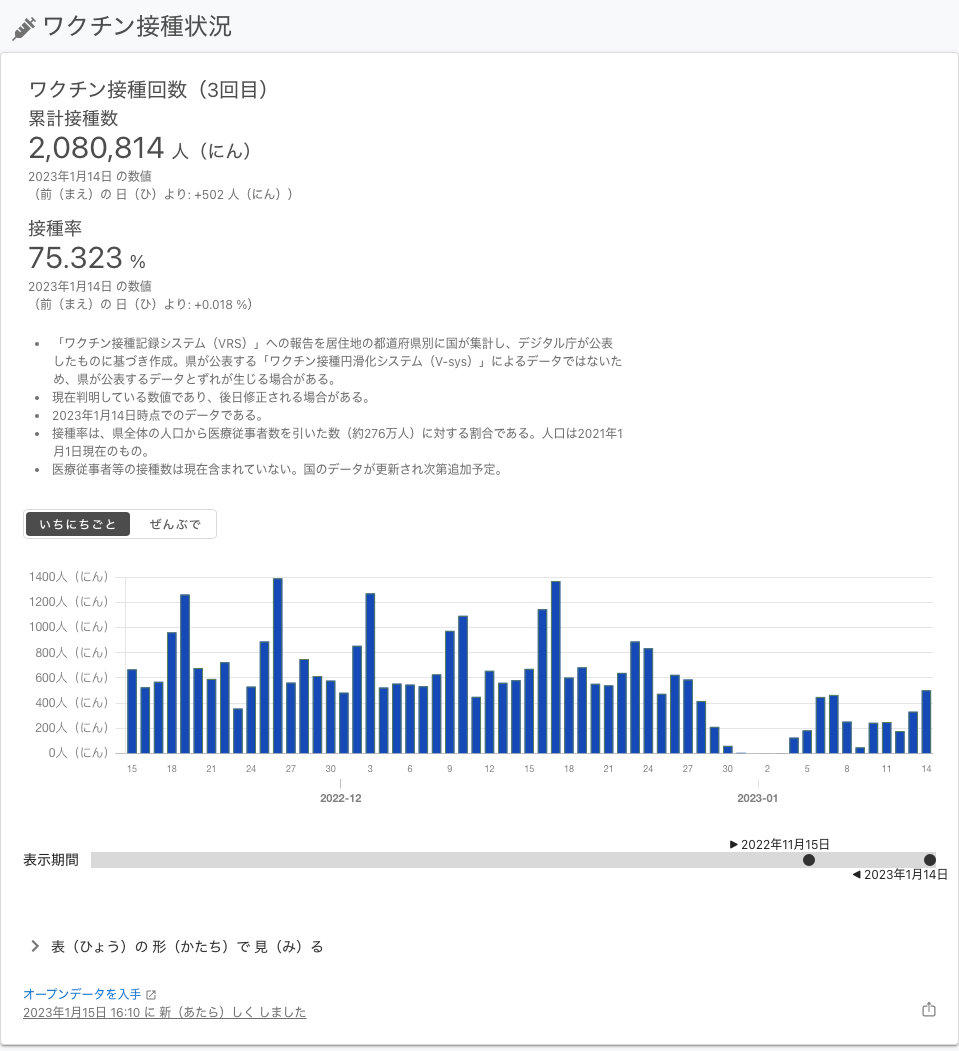 ワクチン接種状況
ワクチン接種回数（3回目）
累計接種数
2,080,814 人（にん）
2023年1月14日 の数値
（前（まえ）の 日（ひ）より: +502 人（にん））
接種率
75.323 %
2023年1月14日 の数値
（前（まえ）の 日（ひ）より: +0.018 %）
• 「ワクチン接種記録システム（VRS）」への報告を居住地の都道府県別に国が集計し、デジタル庁が公表
したものに基づき作成。県が公表する「ワクチン接種円滑化システム（V-sys）」によるデータではないた
め、県が公表するデータとずれが生じる場合がある。
• 現在判明している数値であり、後日修正される場合がある。
• 2023年1月14日時点でのデータである。
• 接種率は、県全体の人口から医療従事者数を引いた数（約276万人）に対する割合である。人口は2021年1
月1日現在のもの。
• 医療従事者等の接種数は現在含まれていない。国のデータが更新され次第追加予定。
いちにちごと ぜんぶで
1400人（にん）
1200人（にん）
1000人（にん）
800人（にん）
600人（にん）
400人（にん）
200人（にん）
0人（にん）
15 18 21 24 27 30 3 6 9 12 15 18 21 24 27 30 2 5 8 11 14
2022-12 2023-01
▶ 2022年11月15日
表示期間
◀ 2023年1月14日
表（ひょう）の 形（かたち）で 見（み）る
オープンデータを入手
2023年1月15日 16:10 に 新（あたら）しく しました